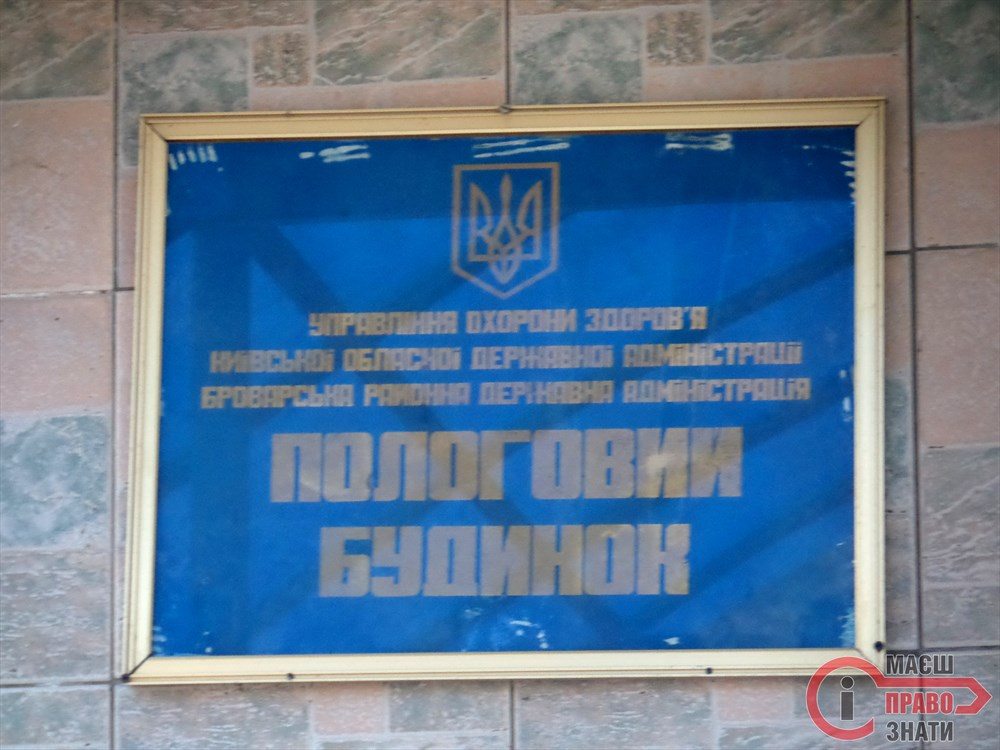 УПРАВЛІННЯ ОХОРОНИ ЗДОРОВ'Я
КИЇВСЬКОЇ ОБЛАСНОЇ ДЕРЖАВНОЇ АДМІНІСТРАЦІЇ
БРОВАРСЬКА РАЙОННА ДЕРЖАВНА АДМІНІСТРАЦІЯ
ПОЛОГОВИЙ
БУДИНОК
МАЄШ
ПРАВО
ЗНАТИ
і